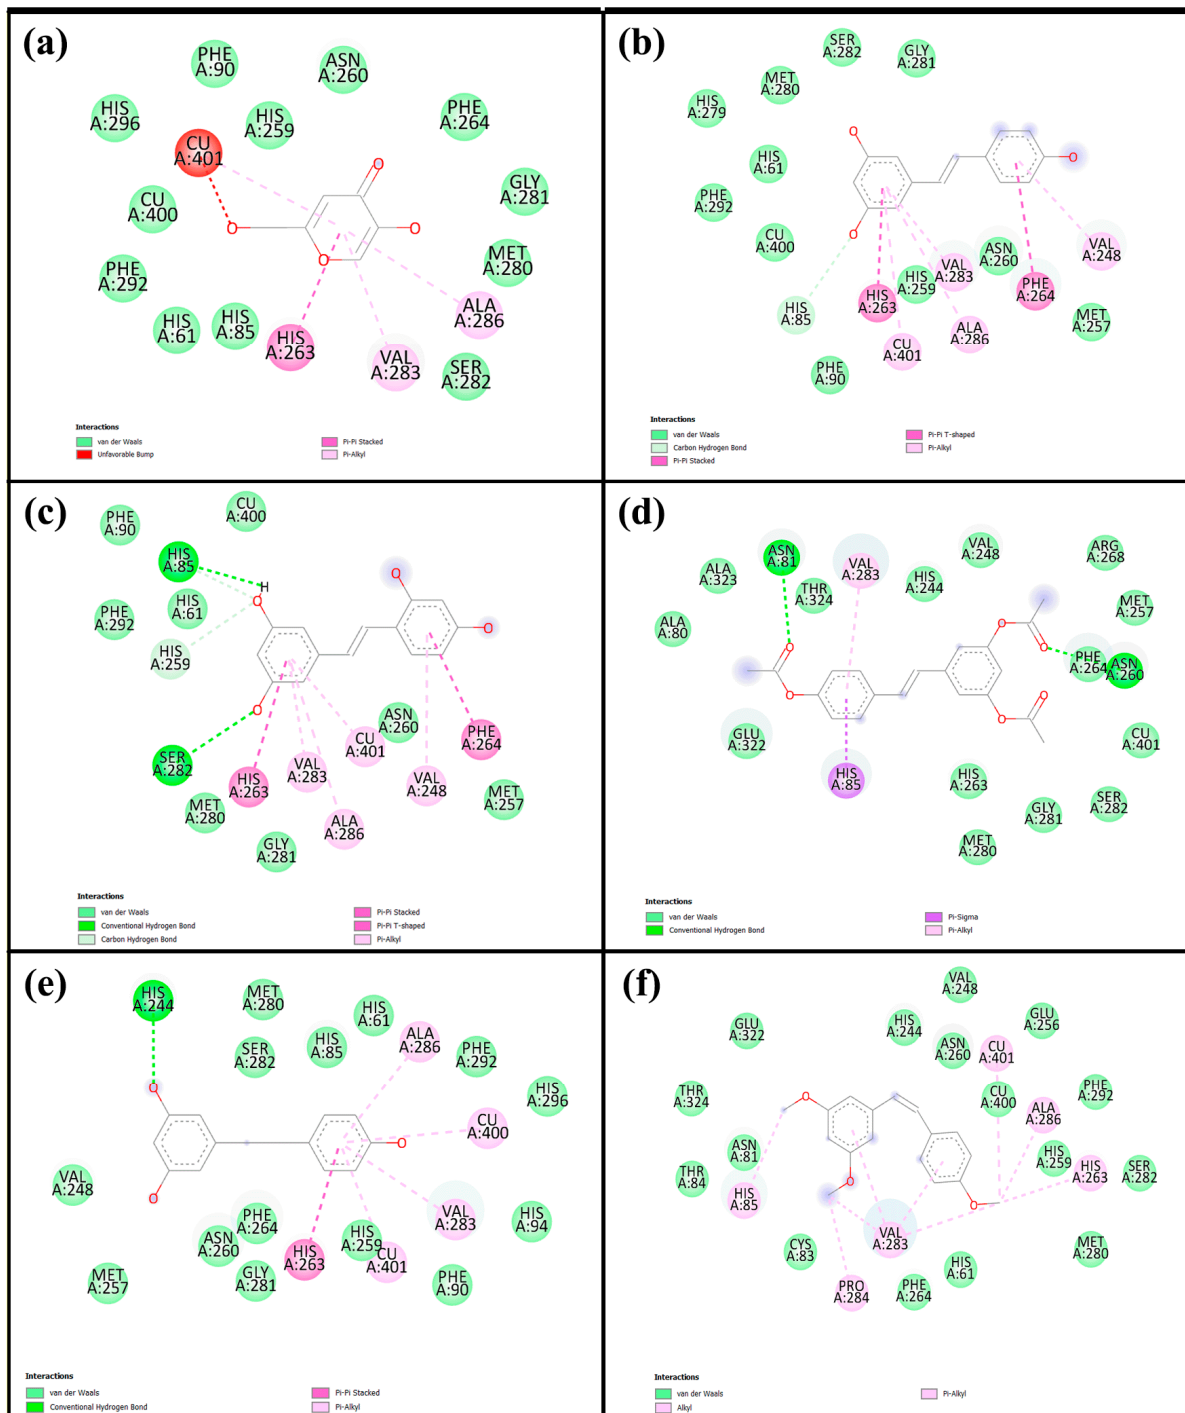 (a)
PHE
A:90
ASN
A:260
HIS
A:296
HIS
A:259
PHE
A:264
CU
A:401
O
GLY
A:281
CU
A:400
O
O
MET
A:280
O
PHE
A:292
ALA
A:286
HIS
A:61
HIS
A:85
HIS
A:263
VAL
A:283
SER
A:282
Interactions
van der Waals
Unfavorable Bump
Pi-Pi Stacked
Pi-Alkyl
(b)
SER
A:282
GLY
A:281
MET
A:280
HIS
A:279
O
HIS
A:61
O
PHE
A:292
CU
A:400
O
ASN
A:260
VAL
A:248
HIS
A:259
VAL
A:283
PHE
A:264
HIS
A:85
HIS
A:263
MET
A:257
CU
A:401
ALA
A:286
PHE
A:90
Interactions
van der Waals
Carbon Hydrogen Bond
Pi-Pi Stacked
Pi-Pi T-shaped
Pi-Alkyl
(c)
PHE
A:90
CU
A:400
HIS
A:85
H
O
O
PHE
A:292
HIS
A:61
O
HIS
A:259
O
ASN
A:260
SER
A:282
CU
A:401
PHE
A:264
HIS
A:263
VAL
A:283
VAL
A:248
MET
A:257
MET
A:280
ALA
A:286
GLY
A:281
Interactions
van der Waals
Conventional Hydrogen Bond
Carbon Hydrogen Bond
Pi-Pi Stacked
Pi-Pi T-shaped
Pi-Alkyl
(d)
ASN
A:81
VAL
A:283
VAL
A:248
ARG
A:268
ALA
A:323
THR
A:324
HIS
A:244
MET
A:257
ALA
A:80
O
O
O
PHE
A:264
ASN
A:260
O
O
O
GLU
A:322
CU
A:401
HIS
A:85
HIS
A:263
GLY
A:281
SER
A:282
MET
A:280
Interactions
van der Waals
Conventional Hydrogen Bond
Pi-Sigma
Pi-Alkyl
(e)
HIS
A:244
MET
A:280
HIS
A:61
SER
A:282
HIS
A:85
ALA
A:286
PHE
A:292
O
HIS
A:296
CU
A:400
O
VAL
A:248
O
PHE
A:264
VAL
A:283
HIS
A:94
ASN
A:260
HIS
A:259
HIS
A:263
CU
A:401
MET
A:257
GLY
A:281
PHE
A:90
Interactions
van der Waals
Conventional Hydrogen Bond
Pi-Pi Stacked
Pi-Alkyl
(f)
VAL
A:248
GLU
A:322
HIS
A:244
GLU
A:256
ASN
A:260
CU
A:401
THR
A:324
O
CU
A:400
PHE
A:292
ALA
A:286
ASN
A:81
HIS
A:259
THR
A:84
HIS
A:85
O
O
HIS
A:263
SER
A:282
CYS
A:83
VAL
A:283
MET
A:280
PRO
A:284
PHE
A:264
HIS
A:61
Interactions
van der Waals
Alkyl
Pi-Alkyl